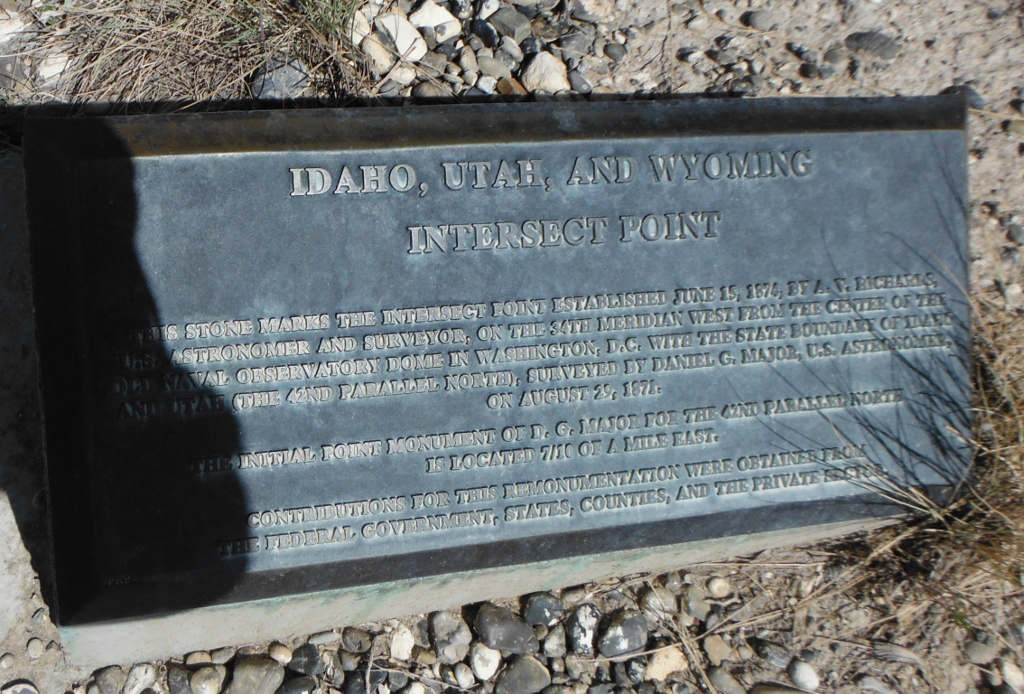 IDAHO, UTAH, AND WYOMING
INTERSECT POINT
THIS STONE MARKS THE INTERSECT POINT ESTABLISHED JUNE 15, 1874, BY A. V. RICHARDS,
U.S. ASTRONOMER AND SURVEYOR, ON THE 34TH MERIDIAN WEST FROM THE CENTER OF THE
OLD NAVAL OBSERVATORY DOME IN WASHINGTON, D.C. WITH THE STATE BOUNDARY OF IDAHO
AND UTAH (THE 42ND PARALLEL NORTH), SURVEYED BY DANIEL G. MAJOR, U.S. ASTRONOMER,
ON AUGUST 29, 1871.
THE INITIAL POINT MONUMENT OF D. G. MAJOR FOR THE 42ND PARALLEL NORTH
IS LOCATED 7/10 OF A MILE EAST.
CONTRIBUTIONS FOR THIS REMONUMENTATION WERE OBTAINED FROM
THE FEDERAL GOVERNMENT, STATES, COUNTIES, AND THE PRIVATE SECTOR.